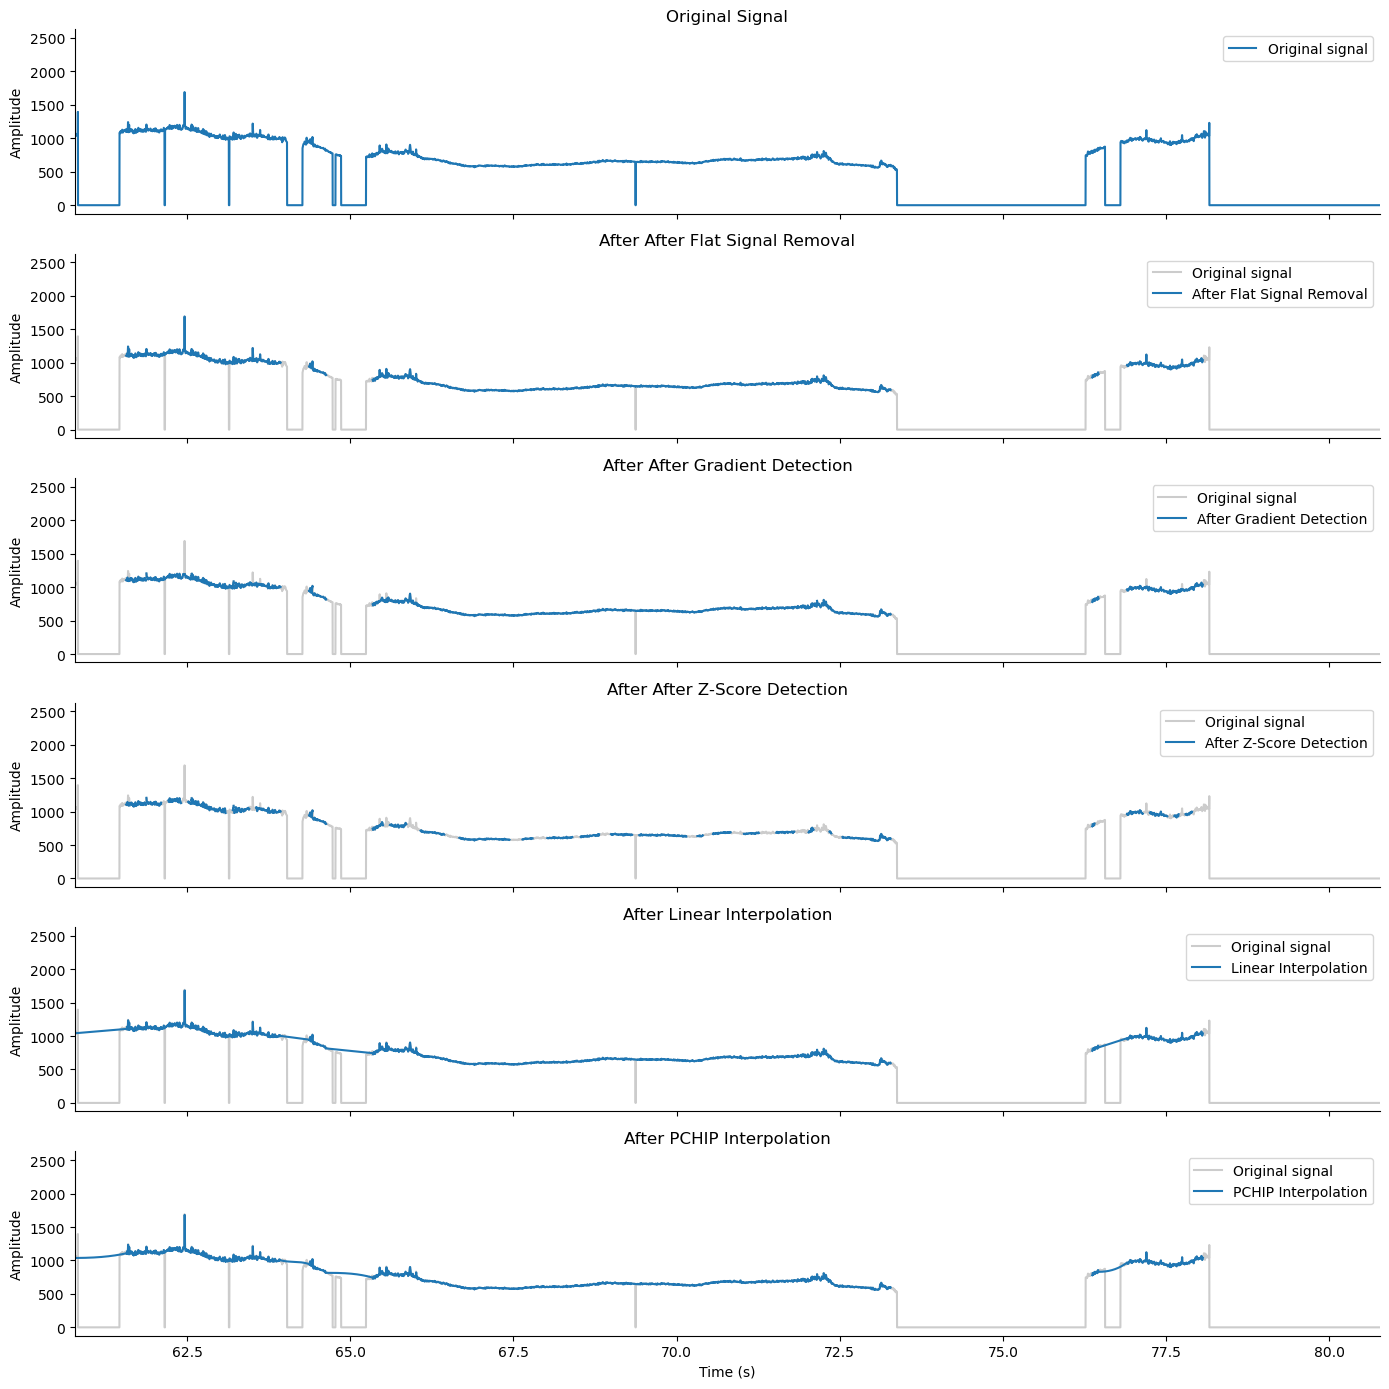 Original Signal
2500
2000
1500
1000
500
0
Amplitude
Original signal
After After Flat Signal Removal
2500
2000
1500
1000
500
0
Amplitude
Original signal
After Flat Signal Removal
After After Gradient Detection
2500
2000
1500
1000
500
0
Amplitude
Original signal
After Gradient Detection
After After Z-Score Detection
2500
2000
1500
1000
500
0
Amplitude
Original signal
After Z-Score Detection
After Linear Interpolation
2500
2000
1500
1000
500
0
Amplitude
Original signal
Linear Interpolation
After PCHIP Interpolation
2500
2000
1500
1000
500
0
Amplitude
Original signal
PCHIP Interpolation
62.5 65.0 67.5 70.0 72.5 75.0 77.5 80.0
Time (s)